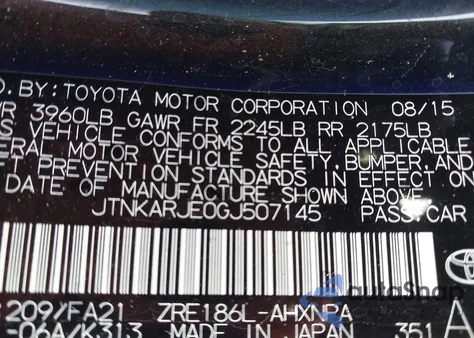 D. BY: TOYOTA MOTOR CORPORATION 08/15
VR 3960LB GAWR FR 2245LB RR 2175LB
S VEHICLE CONFORMS TO ALL APPLICABLE
ERAL MOTOR VEHICLE SAFETY, BUMPER, AND
T PREVENTION STANDARDS IN EFFECT ON
DATE OF MANUFACTURE SHOWN ABOVE.
JTNKARJE0GJ507145 PASS CAR
209/FA21 ZRE186L-AHXNPA A
-06A/K313 MADE IN JAPAN 351
autoSnap